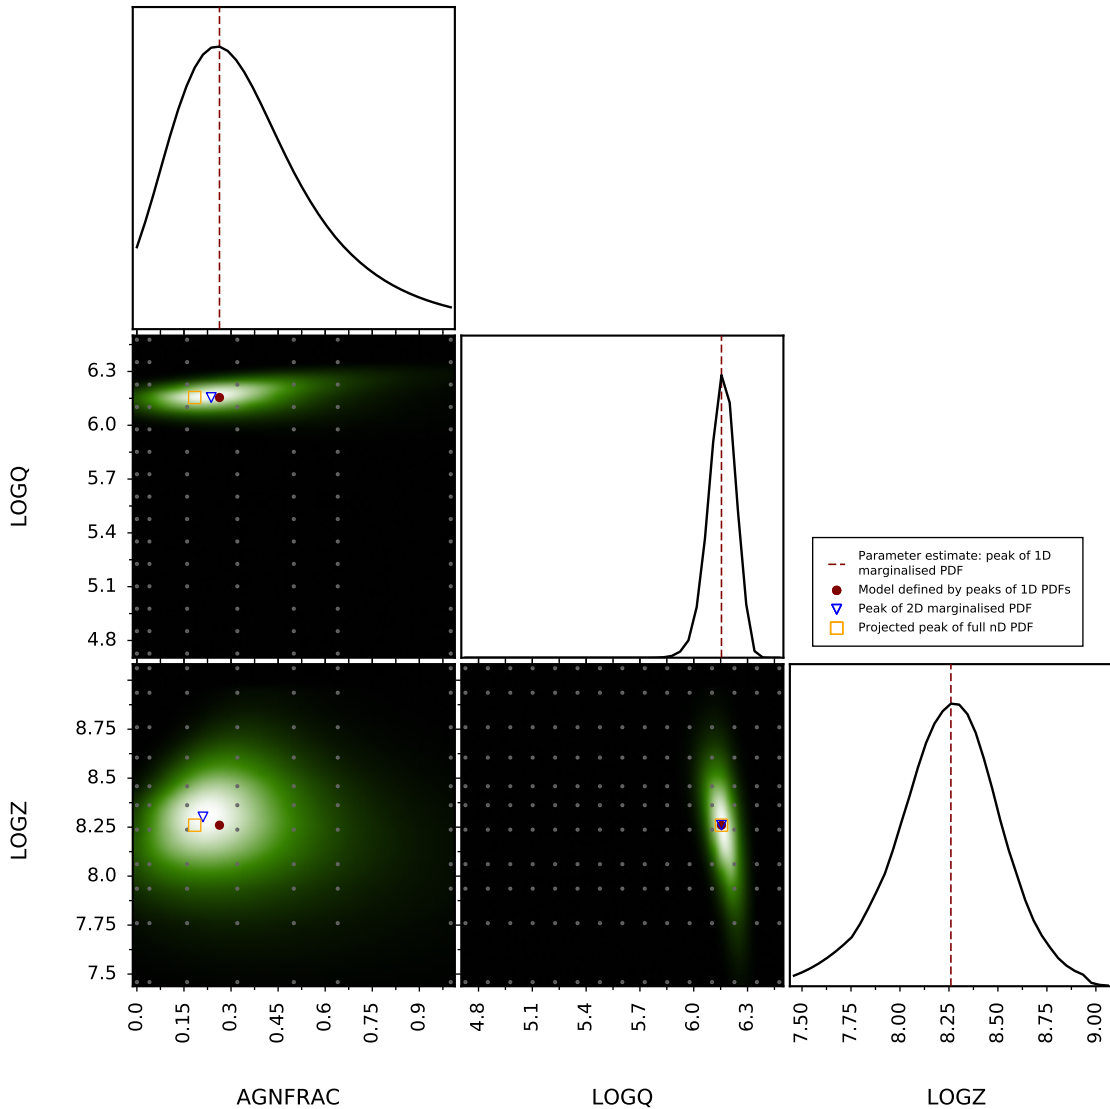 6.3
6.0
5.7
5.4
5.1
4.8
LOGQ
Parameter estimate: peak of 1D
marginalised PDF
Model defined by peaks of 1D PDFs
Peak of 2D marginalised PDF
Projected peak of full nD PDF
8.75
8.5
8.25
8.0
7.75
7.5
LOGZ
0.0 0.15 0.3 0.45 0.6 0.75 0.9
4.8 5.1 5.4 5.7 6.0 6.3
7.50 7.75 8.00 8.25 8.50 8.75 9.00
AGNFRAC LOGQ LOGZ